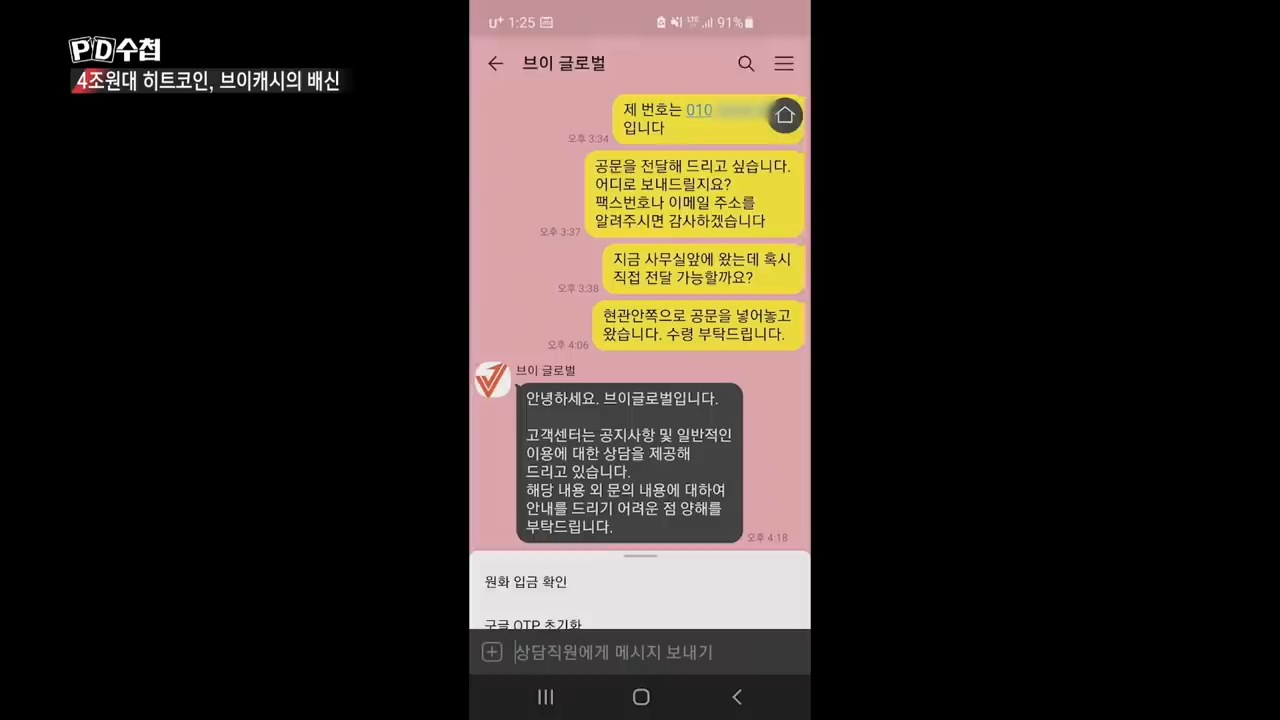 PD수첩
4조원대 히트코인, 브이캐시의 배신
U+ 1:25
LTE 91%
브이 글로벌
제 번호는 010
입니다
오후 3:34
공문을 전달해 드리고 싶습니다.
어디로 보내드릴지요?
팩스번호나 이메일 주소를
알려주시면 감사하겠습니다
오후 3:37
지금 사무실앞에 왔는데 혹시
직접 전달 가능할까요?
오후 3:38
현관안쪽으로 공문을 넣어놓고
왔습니다. 수령 부탁드립니다.
오후 4:06
브이 글로벌
안녕하세요. 브이글로벌입니다.
고객센터는 공지사항 및 일반적인
이용에 대한 상담을 제공해
드리고 있습니다.
해당 내용 외 문의 내용에 대하여
안내를 드리기 어려운 점 양해를
부탁드립니다.
오후 4:18
원화 입금 확인
구글 OTP 초기화
상담직원에게 메시지 보내기